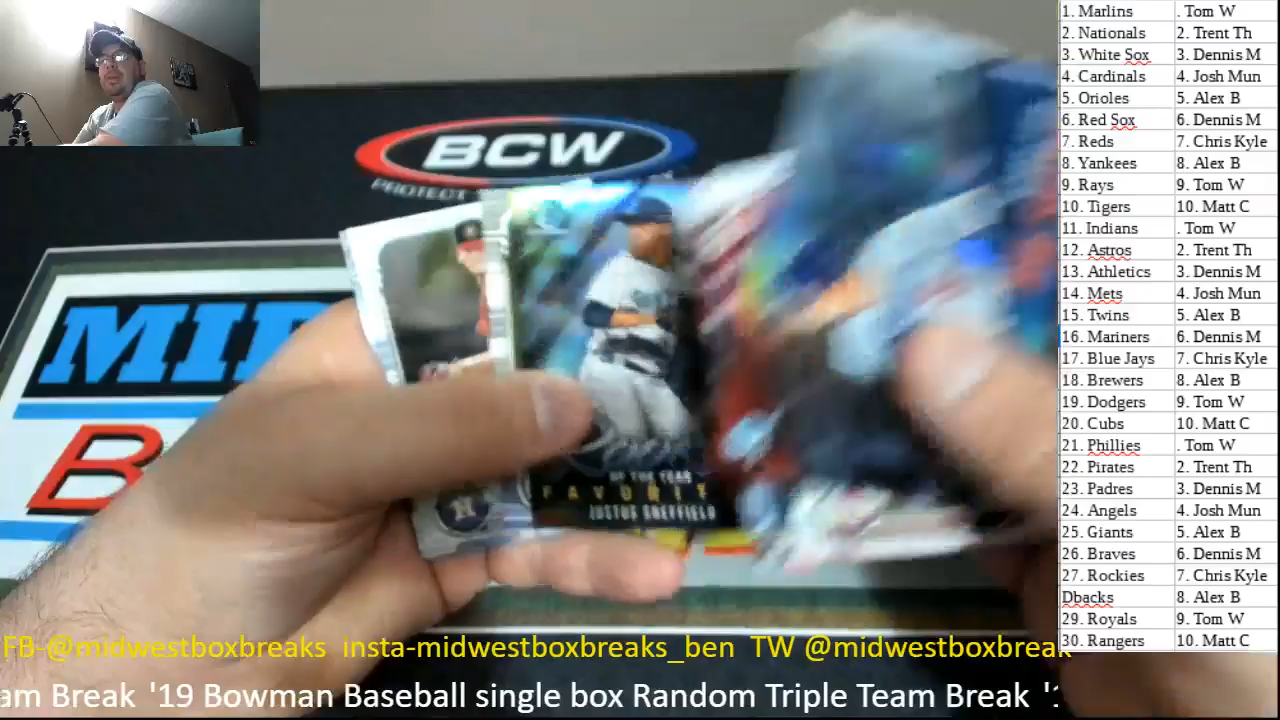 BCW
PROTECT
MID
B
OF THE YEAR
FAVORIT
JUSTUS SHEFFIELD
1. Marlins . Tom W
2. Nationals 2. Trent Th
3. White Sox 3. Dennis M
4. Cardinals 4. Josh Mun
5. Orioles 5. Alex B
6. Red Sox 6. Dennis M
7. Reds 7. Chris Kyle
8. Yankees 8. Alex B
9. Rays 9. Tom W
10. Tigers 10. Matt C
11. Indians . Tom W
12. Astros 2. Trent Th
13. Athletics 3. Dennis M
14. Mets 4. Josh Mun
15. Twins 5. Alex B
16. Mariners 6. Dennis M
17. Blue Jays 7. Chris Kyle
18. Brewers 8. Alex B
19. Dodgers 9. Tom W
20. Cubs 10. Matt C
21. Phillies . Tom W
22. Pirates 2. Trent Th
23. Padres 3. Dennis M
24. Angels 4. Josh Mun
25. Giants 5. Alex B
26. Braves 6. Dennis M
27. Rockies 7. Chris Kyle
Dbacks 8. Alex B
29. Royals 9. Tom W
30. Rangers 10. Matt C
FB-@midwestboxbreaks insta-midwestboxbreaks_ben TW @midwestboxbreak
am Break '19 Bowman Baseball single box Random Triple Team Break '1